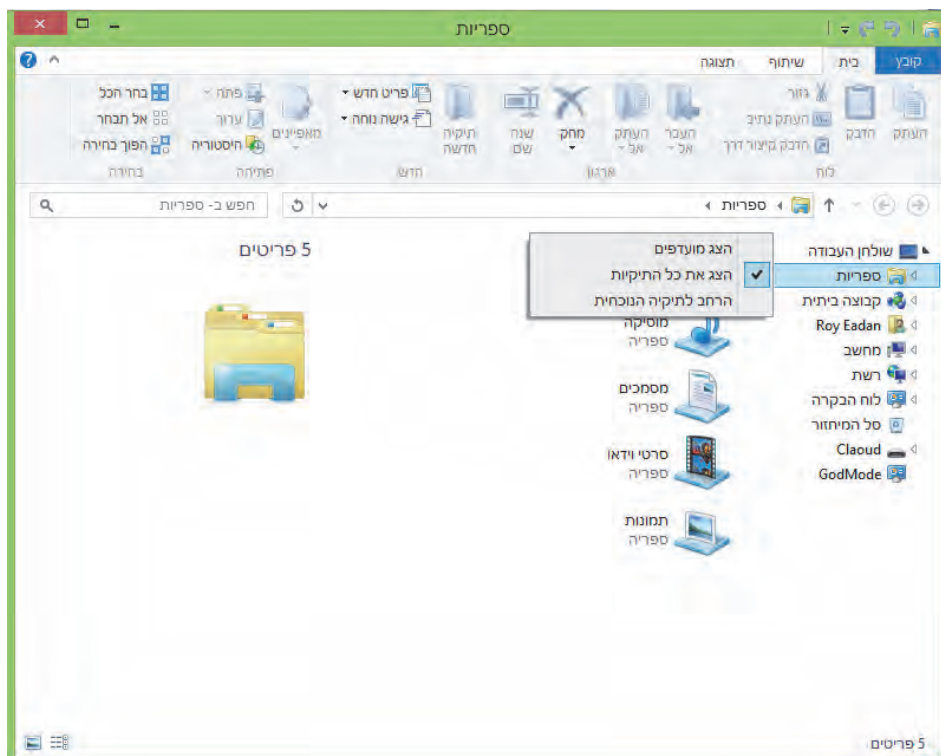 ספריות
קובץ בית שיתוף תצוגה
העתק
הדבק
גזור
העתק נתיב
הדבק קיצור דרך
לוח
העבר אל
העתק אל
מחק
שנה שם
ארגון
תיקיה חדשה
פריט חדש
גישה נוחה
חדש
מאפיינים
פתח
ערוך
היסטוריה
פתיחה
בחר הכל
אל תבחר
הפוך בחירה
בחירה
ספריות
חפש ב- ספריות
שולחן העבודה
ספריות
קבוצה ביתית
Roy Eadan
מחשב
רשת
לוח הבקרה
סל המיחזור
Claoud
GodMode
הצג מועדפים
הצג את כל התיקיות
הרחב לתיקיה הנוכחית
מוסיקה
ספריה
מסמכים
ספריה
סרטי וידאו
ספריה
תמונות
ספריה
5 פריטים
5 פריטים